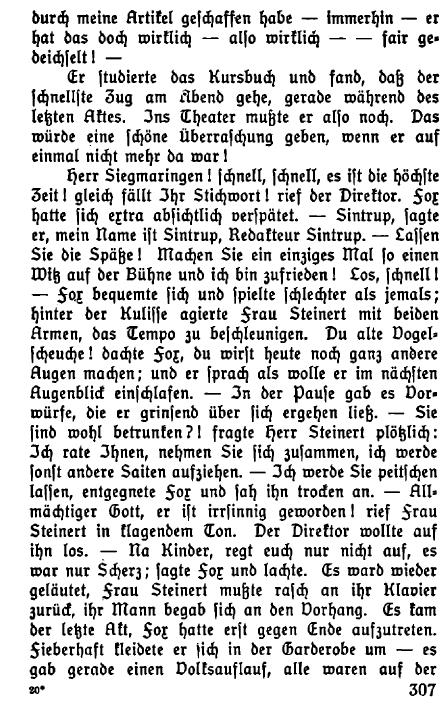 durch meine Artikel geschaffen habe — immerhin — er
hat das doch wirklich — also wirklich — — fair ge-
deichselt! —
Er studierte das Kursbuch und fand, daß der
schnellste Zug am Abend gehe, gerade während des
letzten Aktes. Ins Theater mußte er also noch. Das
würde eine schöne Überraschung geben, wenn er auf
einmal nicht mehr da war!
Herr Siegmaringen! schnell, schnell, es ist die höchste
Zeit! gleich fällt Ihr Stichwort! rief der Direktor. Fox
hatte sich extra absichtlich verspätet. — Sintrup, sagte
er, mein Name ist Sintrup, Redakteur Sintrup. — Lassen
Sie die Späße! Machen Sie ein einziges Mal so einen
Witz auf der Bühne und ich bin zufrieden! Los, schnell!
— Fox bequemte sich und spielte schlechter als jemals;
hinter der Kulisse agierte Frau Steinert mit beiden
Armen, das Tempo zu beschleunigen. Du alte Vogel-
scheuche! dachte Fox, du wirst heute noch ganz andere
Augen machen; und er sprach als wolle er im nächsten
Augenblick einschlafen. — In der Pause gab es Vor-
würfe, die er grinsend über sich ergehen ließ. — Sie
sind wohl betrunken?! fragte Herr Steinert plötzlich:
Ich rate Ihnen, nehmen Sie sich zusammen, ich werde
sonst andere Saiten aufziehen. — Ich werde Sie peitschen
lassen, entgegnete Fox und sah ihn trocken an. — All-
mächtiger Gott, er ist irrsinnig geworden! rief Frau
Steinert in klagendem Ton. Der Direktor wollte auf
ihn los. — Na Kinder, regt euch nur nicht auf, es
war nur Scherz; sagte Fox und lachte. Es ward wieder
geläutet, Frau Steinert mußte rasch an ihr Klavier
zurück, ihr Mann begab sich an den Vorhang. Es kam
der letzte Akt, Fox hatte erst gegen Ende aufzutreten.
Fieberhaft kleidete er sich in der Garderobe um — es
gab gerade einen Volksauflauf, alle waren auf der
20* 307